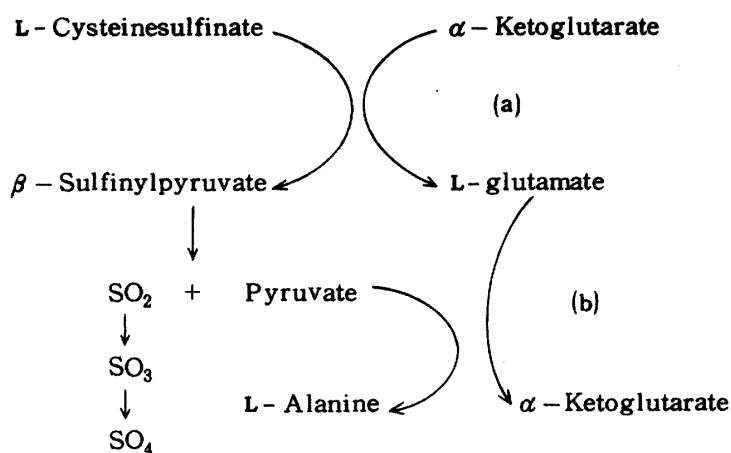 L-Cysteinesulfinate α-Ketoglutarate
(a)
β-Sulfinylpyruvate L-glutamate
SO₂ + Pyruvate (b)
SO₃
L-Alanine α-Ketoglutarate
SO₄